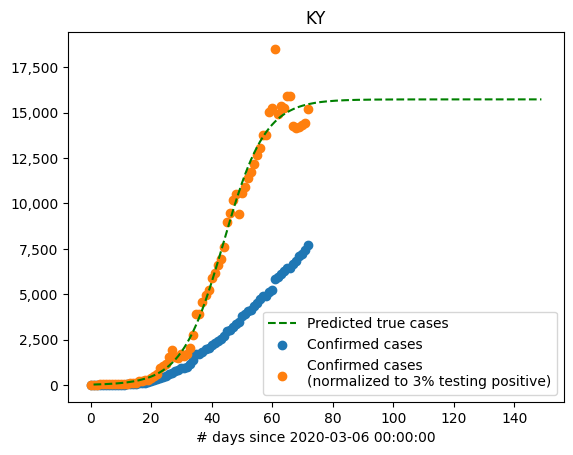 KY
17,500
15,000
12,500
10,000
7,500
5,000
2,500
0
Predicted true cases
Confirmed cases
Confirmed cases
(normalized to 3% testing positive)
0 20 40 60 80 100 120 140
# days since 2020-03-06 00:00:00